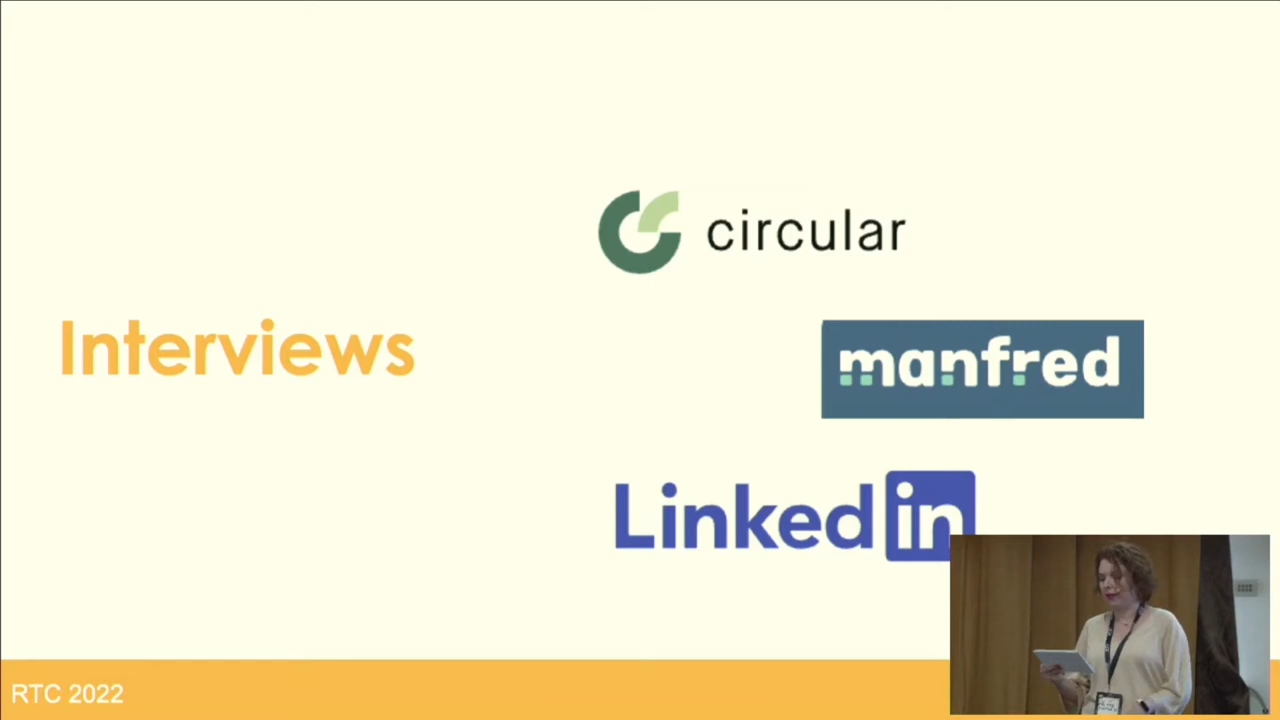 circular
Interviews
manfred
Linkedin
RTC 2022